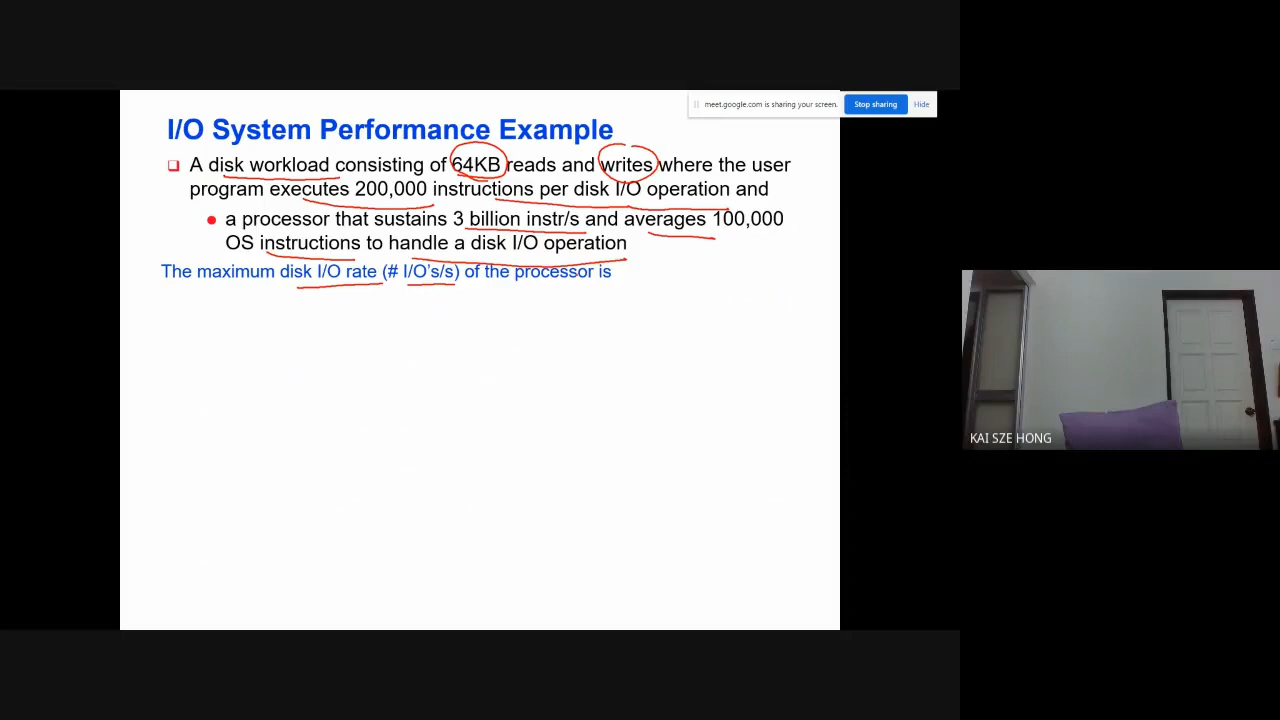 meet.google.com is sharing your screen.
Stop sharing
Hide
I/O System Performance Example
A disk workload consisting of 64KB reads and writes where the user
program executes 200,000 instructions per disk I/O operation and
a processor that sustains 3 billion instr/s and averages 100,000
OS instructions to handle a disk I/O operation
The maximum disk I/O rate (# I/O's/s) of the processor is
KAI SZE HONG